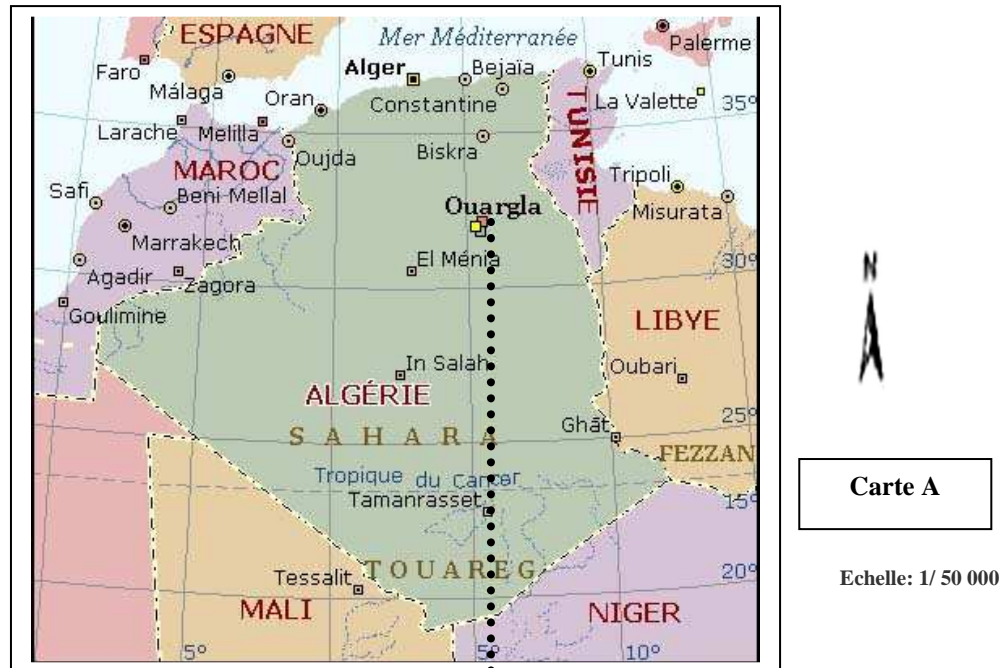 ESPAGNE
Mer Méditerranée
Palerme
Faro
Alger
Bejaïa
Tunis
Málaga
Oran
Constantine
La Valette
35°
Larache
Melilla
Oujda
Biskra
TUNISIE
MAROC
Tripoli
Safi
Beni Mellal
Ouargla
Misurata
Marrakech
El Ménia
30°
Agadir
Zagora
Goulimine
LIBYE
In Salah
Oubari
ALGÉRIE
25°
SAHARA
Ghāt
FEZZAN
Tropique du Cancer
Tamanrasset
15°
TOUAREG
20°
Tessalit
MALI
NIGER
5°
5°
10°
N
Carte A
Echelle: 1/ 50 000